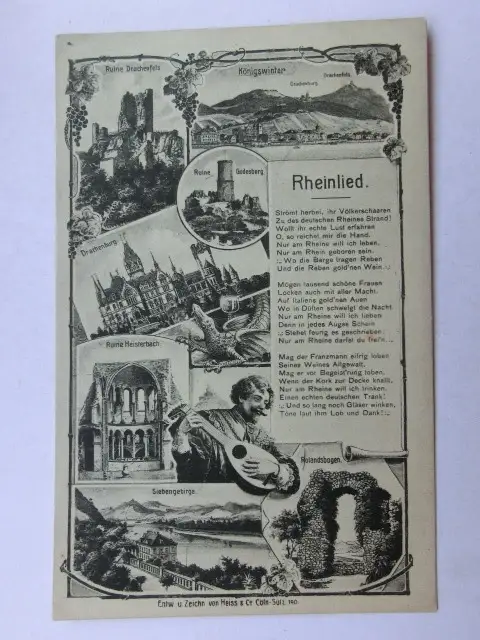 Ruine Drachenfels
Königswinter
Drachenburg.
Drachenfels.
Ruine Godesberg.
Drachenburg.
Ruine Heisterbach
Siebengebirge.
Rolandsbogen.
Rheinlied.
Strömt herbei, ihr Völkerschaaren
Zu des deutschen Rheines Strand!
Wollt ihr echte Lust erfahren
O, so reichet mir die Hand.
Nur am Rheine will ich leben,
Nur am Rhein geboren sein.
:,: Wo die Berge tragen Reben
Und die Reben gold'nen Wein.:,:
Mögen tausend schöne Frauen
Locken auch mit aller Macht.
Auf Italiens gold'nen Auen
Wo in Düften schwelgt die Nacht.
Nur am Rheine will ich lieben
Denn in jedes Auges Schein
:,: Stehet feurig es geschrieben
Nur am Rheine darfst du frei'n.:,:
Mag der Franzmann eifrig loben
Seines Weines Allgewalt,
Mag er voll Begeist'rung toben,
Wenn der Kork zur Decke knallt,
Nur am Rheine will ich trinken,
Einen echten deutschen Trank!
:,: Und so lang noch Gläser winken,
Töne laut ihm Lob und Dank!:,:
Entw. u. Zeichn. von Heiss & Co Cöln-Sülz. 140.